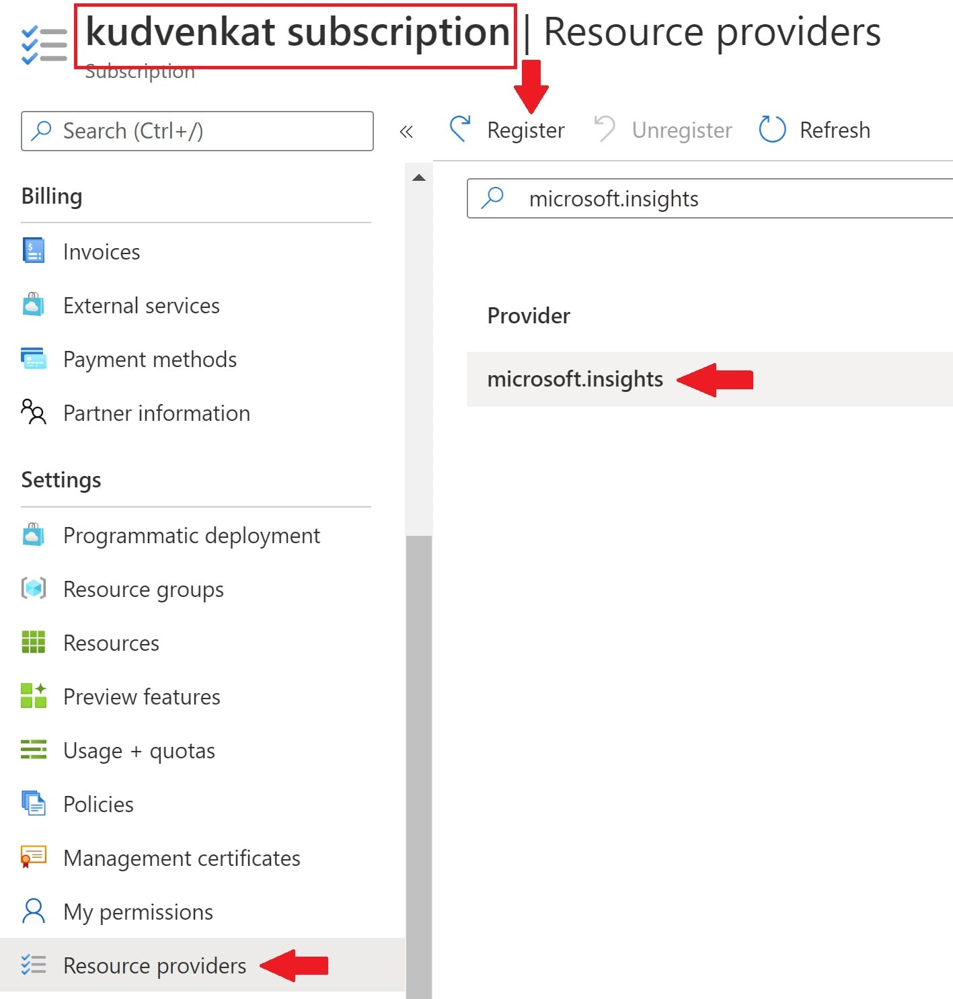 kudvenkat subscription | Resource providers
Subscription
Search (Ctrl+/)
«
Register
Unregister
Refresh
Billing
Invoices
External services
Payment methods
Partner information
Settings
Programmatic deployment
Resource groups
Resources
Preview features
Usage + quotas
Policies
Management certificates
My permissions
Resource providers
microsoft.insights
Provider
microsoft.insights